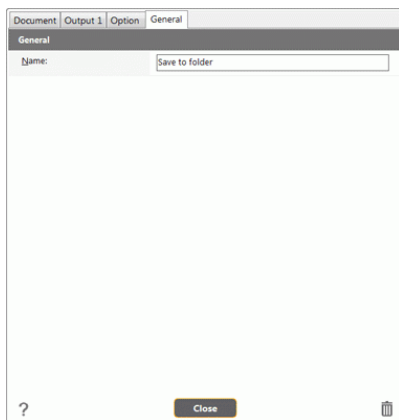 Document Output 1 Option General
General
Name: Save to folder
? Close